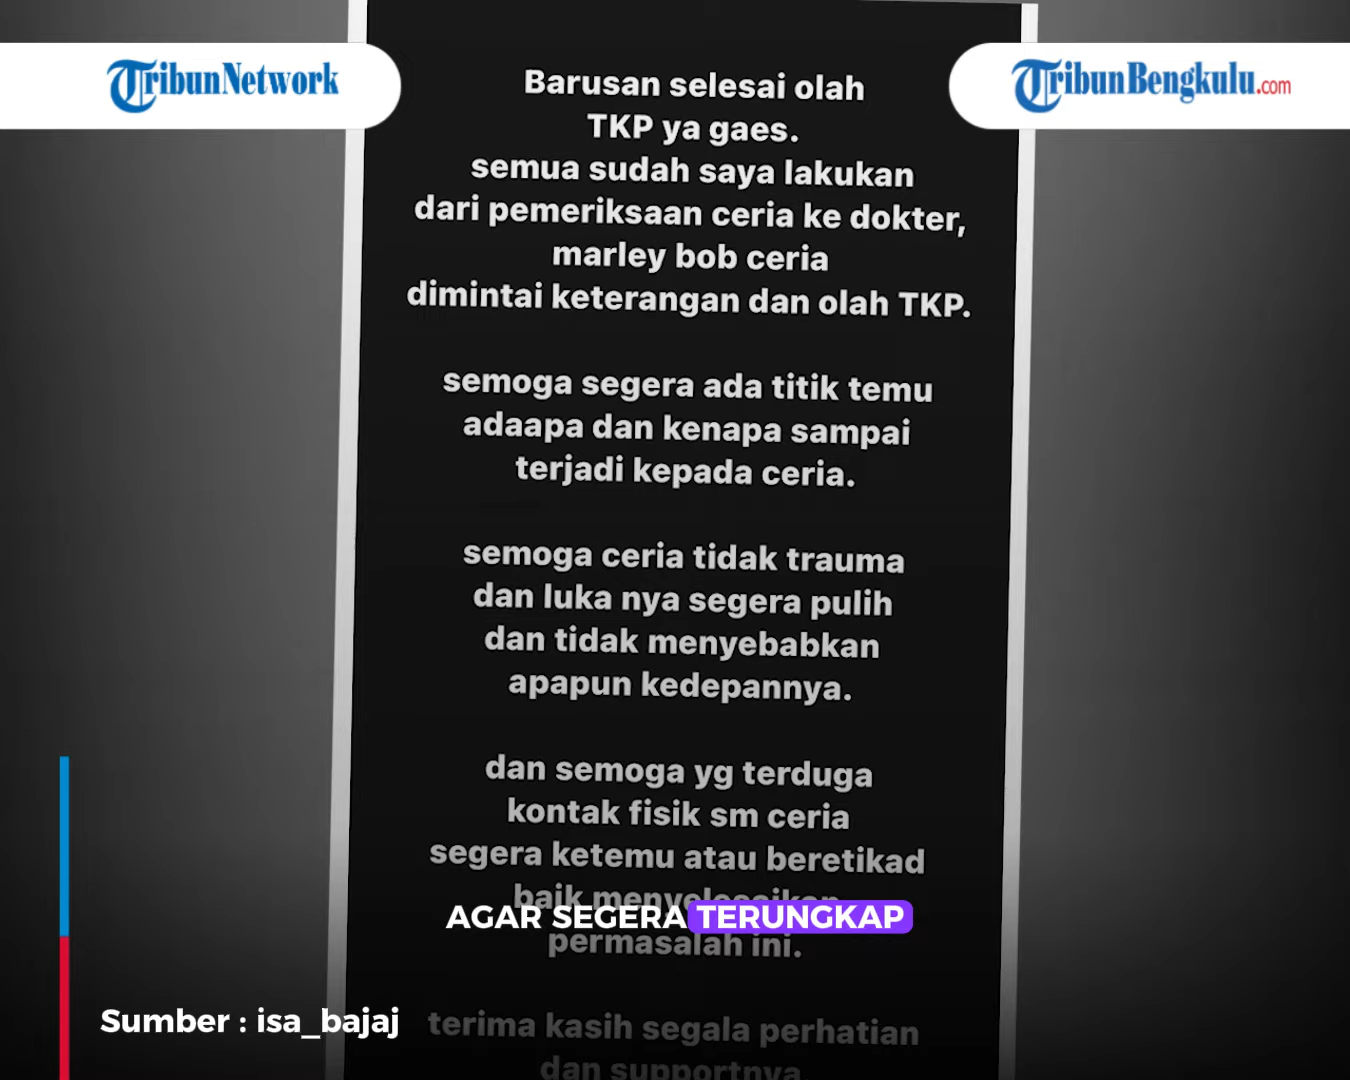 TribunNetwork
TribunBengkulu.com
Barusan selesai olah
TKP ya gaes.
semua sudah saya lakukan
dari pemeriksaan ceria ke dokter,
marley bob ceria
dimintai keterangan dan olah TKP.
semoga segera ada titik temu
adaapa dan kenapa sampai
terjadi kepada ceria.
semoga ceria tidak trauma
dan luka nya segera pulih
dan tidak menyebabkan
apapun kedepannya.
dan semoga yg terduga
kontak fisik sm ceria
segera ketemu atau beretikad
baik menyelesaikan
permasalah ini.
AGAR SEGERA TERUNGKAP
terima kasih segala perhatian
dan supportnya.
Sumber : isa_bajaj